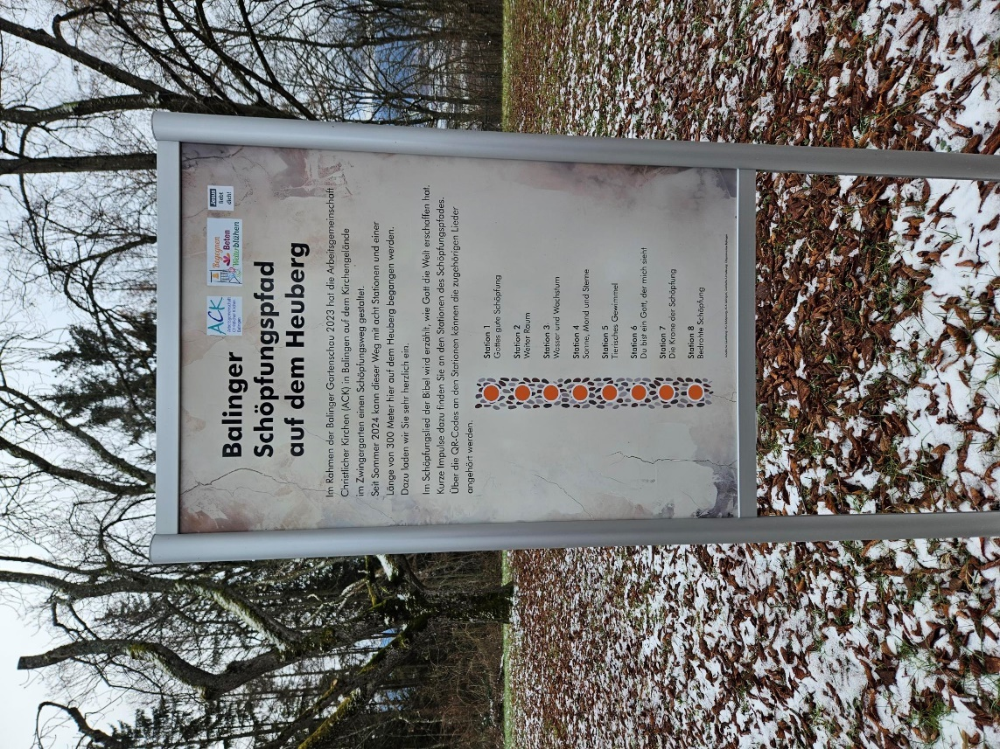 ACK
Begegnen
Beten
Weiterblühen
Jesus
liebt
dich!
Balinger
Schöpfungspfad
auf dem Heuberg
Im Rahmen der Balinger Gartenschau 2023 hat die Arbeitsgemeinschaft
Christlicher Kirchen (ACK) in Balingen auf dem Kirchengelände
im Zwingergarten einen Schöpfungsweg gestaltet.
Seit Sommer 2024 kann dieser Weg mit acht Stationen und einer
Länge von 300 Meter hier auf dem Heuberg begangen werden.
Dazu laden wir Sie sehr herzlich ein.
Im Schöpfungslied der Bibel wird erzählt, wie Gott die Welt erschaffen hat.
Kurze Impulse dazu finden Sie an den Stationen des Schöpfungspfades.
Über die QR-Codes an den Stationen können die zugehörigen Lieder
angehört werden.
Station 1
Gottes gute Schöpfung
Station 2
Weiter Raum
Station 3
Wasser und Wachstum
Station 4
Sonne, Mond und Sterne
Station 5
Tierisches Gewimmel
Station 6
Du bist ein Gott, der mich sieht
Station 7
Die Krone der Schöpfung
Station 8
Bedrohte Schöpfung